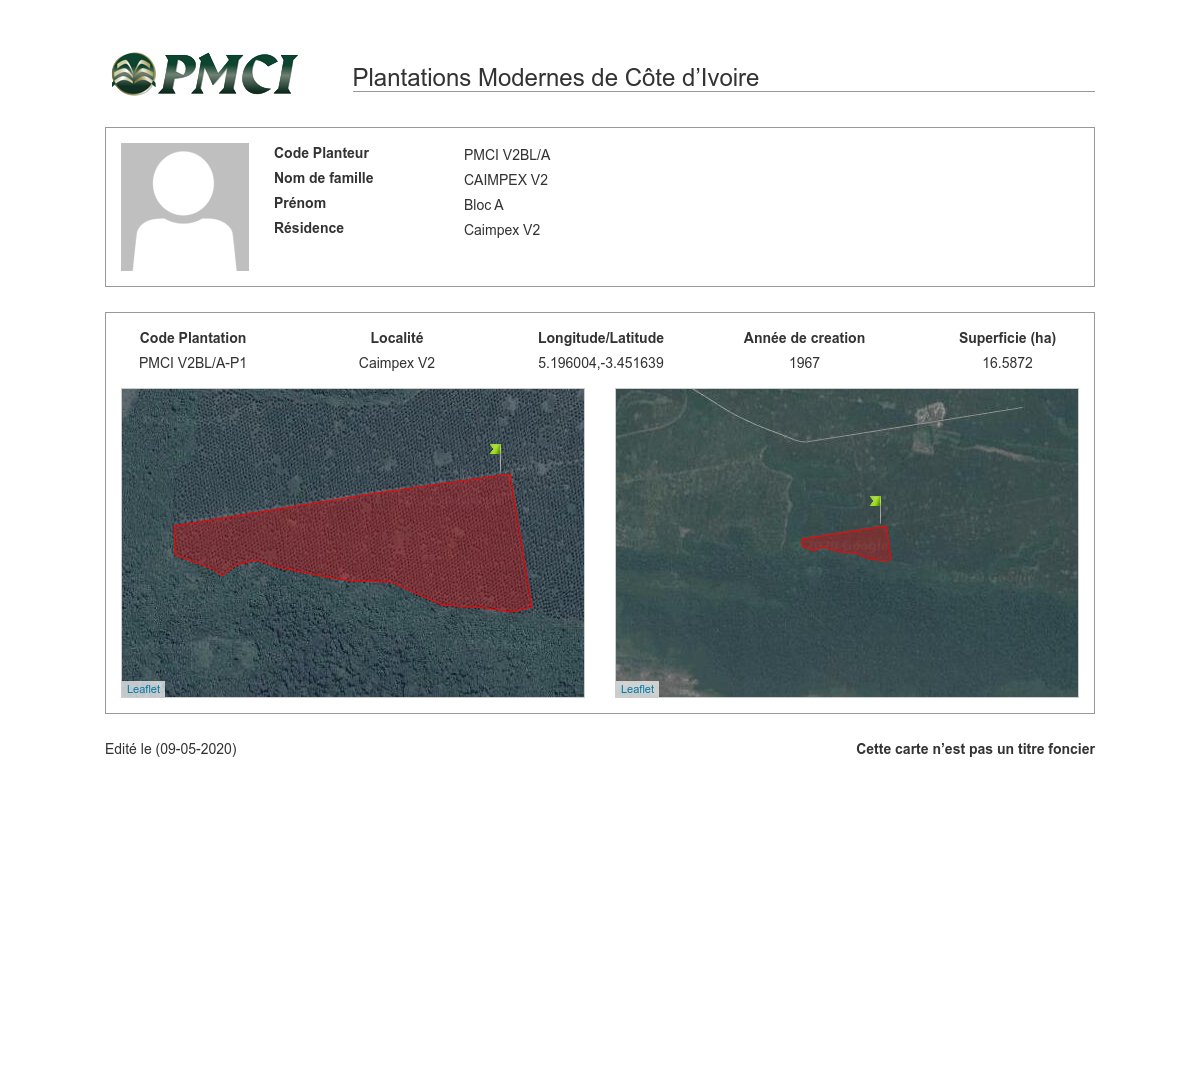 PMCI
Plantations Modernes de Côte d'Ivoire
Code Planteur PMCI V2BL/A
Nom de famille CAIMPEX V2
Prénom Bloc A
Résidence Caimpex V2
Code Plantation Localité Longitude/Latitude Année de creation Superficie (ha)
PMCI V2BL/A-P1 Caimpex V2 5.196004,-3.451639 1967 16.5872
Leaflet Leaflet
Edité le (09-05-2020) Cette carte n'est pas un titre foncier